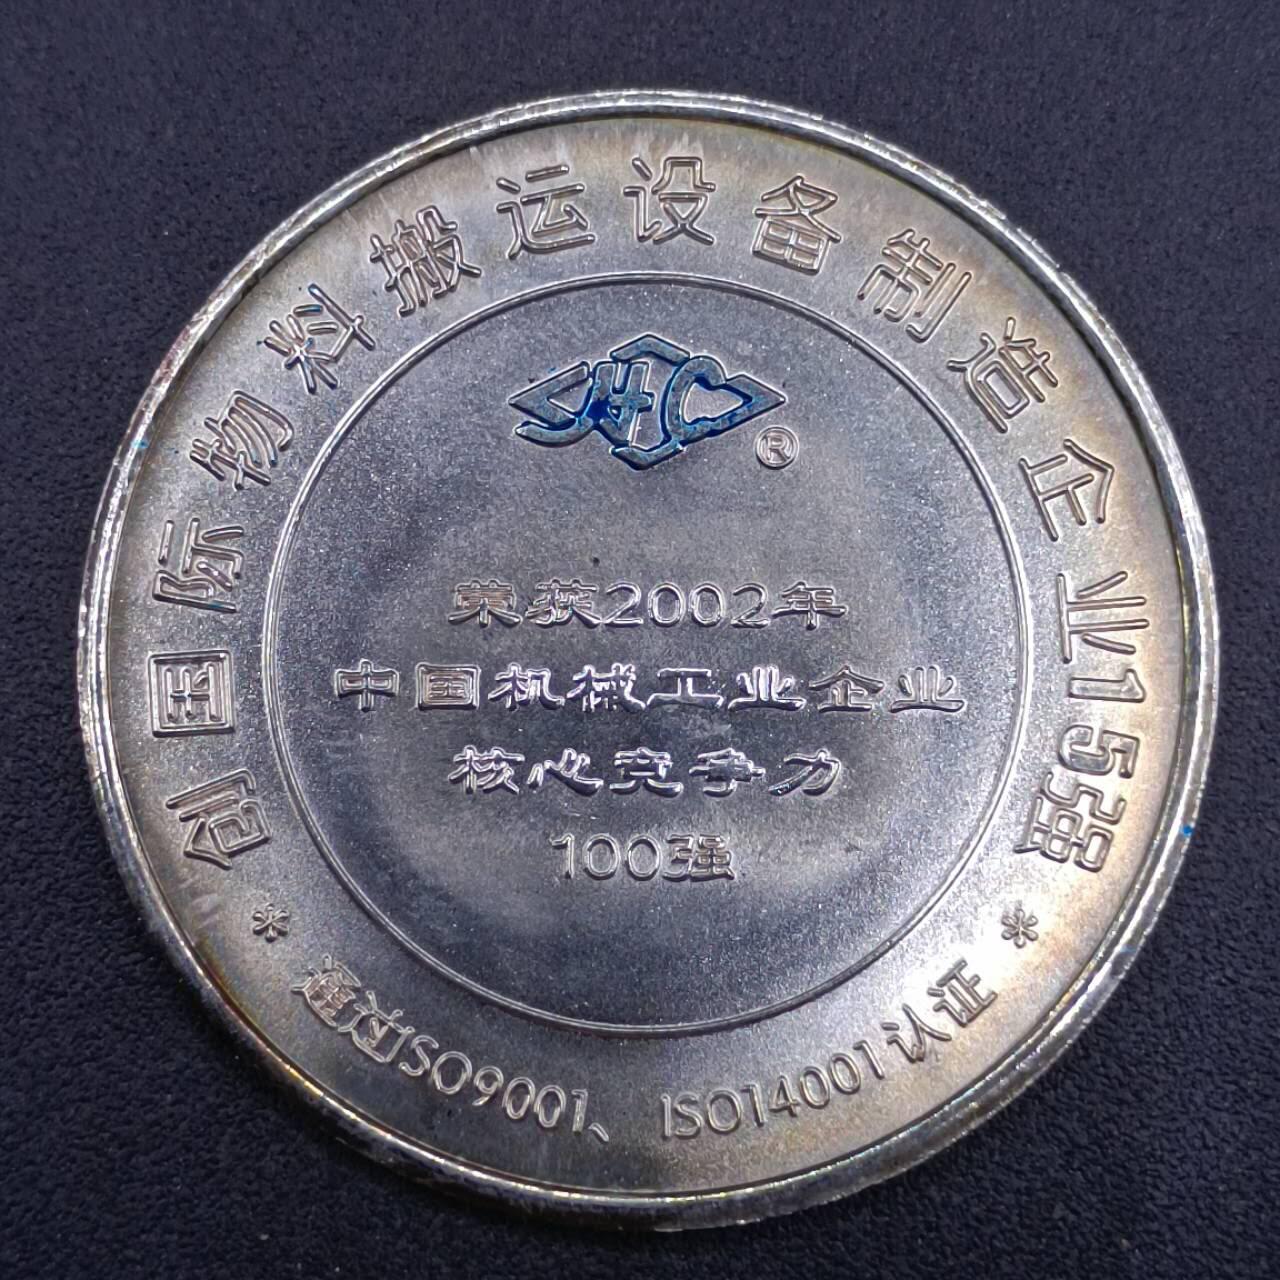 创国际物料搬运设备制造企业15强
®
荣获2002年
中国机械工业企业
核心竞争力
100强
* 通过ISO9001、ISO14001认证 *